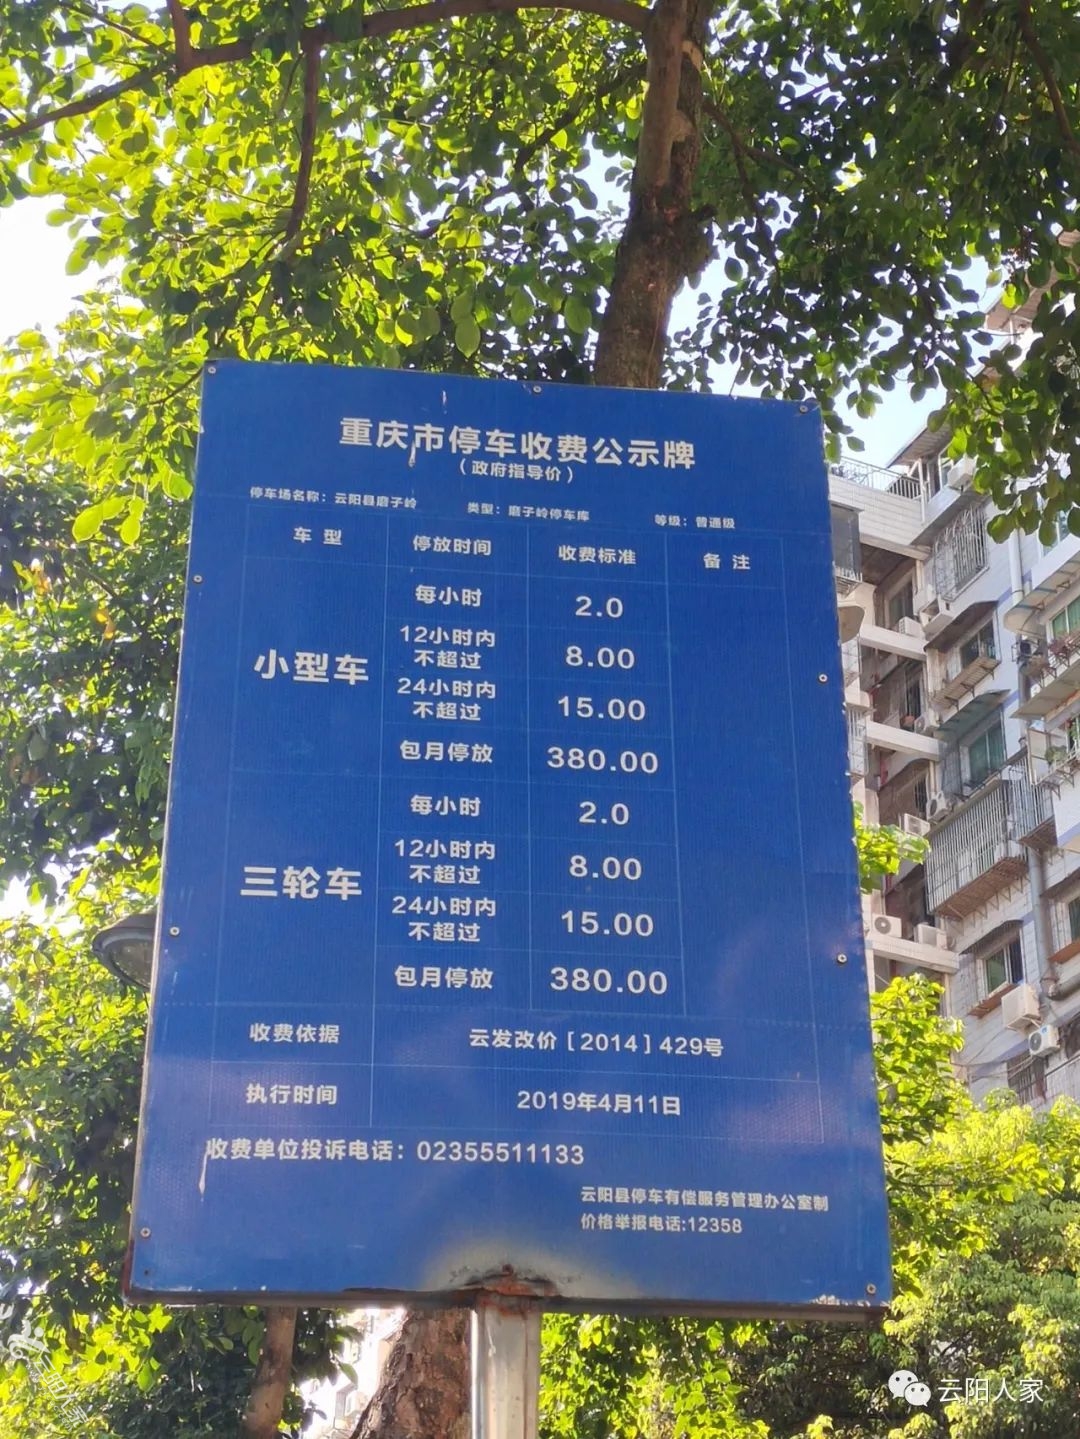 重庆市停车收费公示牌
（政府指导价）
停车场名称：云阳县磨子岭 类型：磨子岭停车库 等级：普通级
车型 停放时间 收费标准 备注
小型车
每小时 2.0
12小时内不超过 8.00
24小时内不超过 15.00
包月停放 380.00
三轮车
每小时 2.0
12小时内不超过 8.00
24小时内不超过 15.00
包月停放 380.00
收费依据 云发改价［2014］429号
执行时间 2019年4月11日
收费单位投诉电话：02355511133
云阳县停车有偿服务管理办公室制
价格举报电话:12358
云阳人家